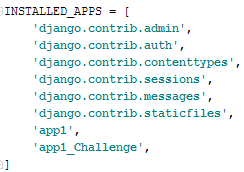 INSTALLED_APPS = [
    'django.contrib.admin',
    'django.contrib.auth',
    'django.contrib.contenttypes',
    'django.contrib.sessions',
    'django.contrib.messages',
    'django.contrib.staticfiles',
    'app1',
    'app1_Challenge',
]